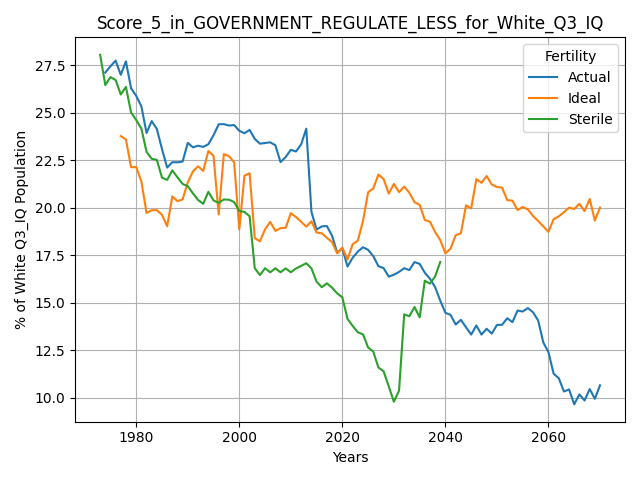 Score_5_in_GOVERNMENT_REGULATE_LESS_for_White_Q3_IQ
Fertility
Actual
Ideal
Sterile
27.5
25.0
22.5
20.0
17.5
15.0
12.5
10.0
% of White Q3_IQ Population
1980
2000
2020
2040
2060
Years